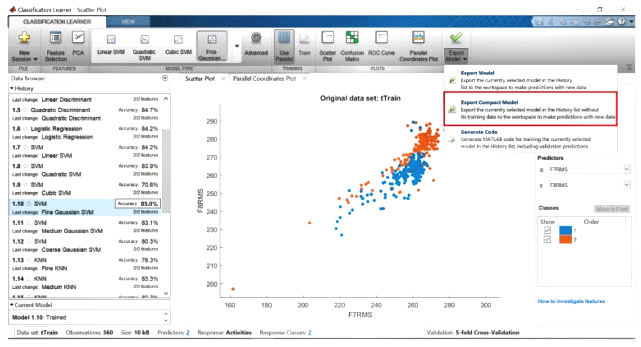 Classification Learner - Scatter Plot
CLASSIFICATION LEARNER VIEW
New Session
Feature Selection
PCA
Linear SVM
Quadratic SVM
Cubic SVM
Fine Gaussian...
Advanced
Use Parallel
Train
Scatter Plot
Confusion Matrix
ROC Curve
Parallel Coordinates Plot
Export Model
FILE FEATURES MODEL TYPE TRAINING PLOTS
Export Model
Export the currently selected model in the History
list to the workspace to make predictions with new data
Export Compact Model
Export the currently selected model in the History list without
its training data to the workspace to make predictions with new data
Generate Code
Generate MATLAB code for training the currently selected
model in the History list, including validation predictions
Data Browser
History
Last change: Linear Discriminant 2/2 features
1.5 Quadratic Discriminant Accuracy: 84.7%
Last change: Quadratic Discriminant 2/2 features
1.6 Logistic Regression Accuracy: 84.2%
Last change: Logistic Regression 2/2 features
1.7 SVM Accuracy: 84.2%
Last change: Linear SVM 2/2 features
1.8 SVM Accuracy: 83.9%
Last change: Quadratic SVM 2/2 features
1.9 SVM Accuracy: 70.8%
Last change: Cubic SVM 2/2 features
1.10 SVM Accuracy: 85.0%
Last change: Fine Gaussian SVM 2/2 features
1.11 SVM Accuracy: 83.1%
Last change: Medium Gaussian SVM 2/2 features
1.12 SVM Accuracy: 80.3%
Last change: Coarse Gaussian SVM 2/2 features
1.13 KNN Accuracy: 78.3%
Last change: Fine KNN 2/2 features
1.14 KNN Accuracy: 83.3%
Last change: Medium KNN 2/2 features
Current Model
Model 1.10: Trained
Scatter Plot Parallel Coordinates Plot
Original data set: tTrain
290
280
270
260
250
240
230
220
210
200
F8RMS
160 180 200 220 240 260 280 300
F7RMS
Predictors
X F7RMS
Y F8RMS
Classes Move to Front
Show Order
1
2
How to investigate features
Data set: tTrain Observations: 360 Size: 10 kB Predictors: 2 Response: Activities Response Classes: 2 Validation: 5-fold Cross-Validation